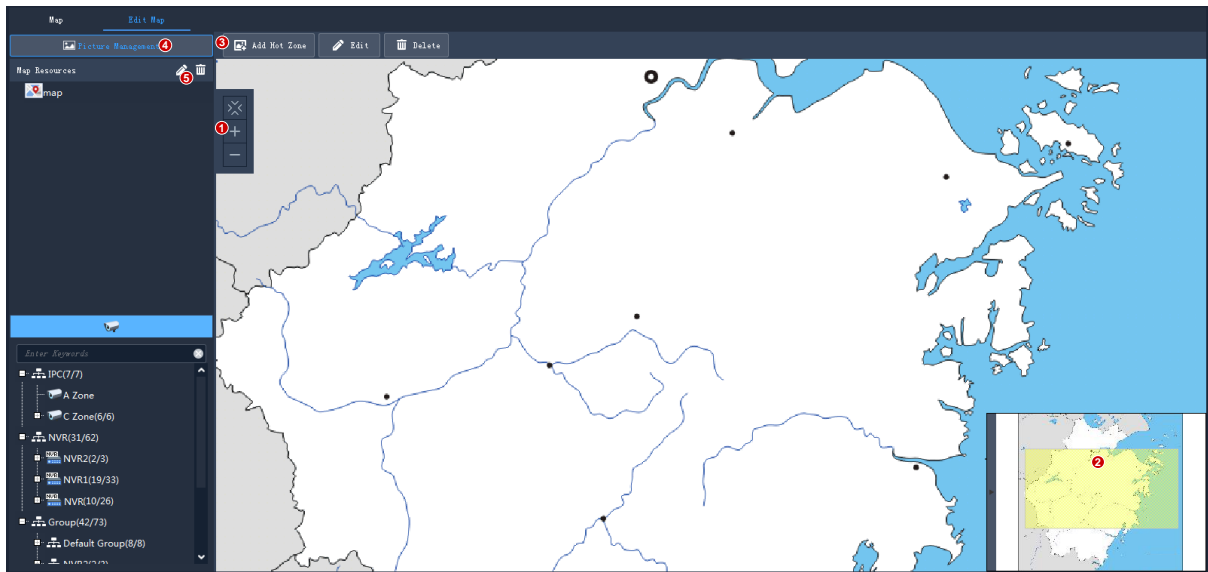 Map Edit Map
Picture Management 4 3 Add Hot Zone Edit Delete
Map Resources 5
map
1
Enter Keywords
IPC(7/7)
A Zone
C Zone(6/6)
NVR(31/62)
NVR2(2/3)
NVR1(19/33)
NVR(10/26)
Group(42/73)
Default Group(8/8)
2